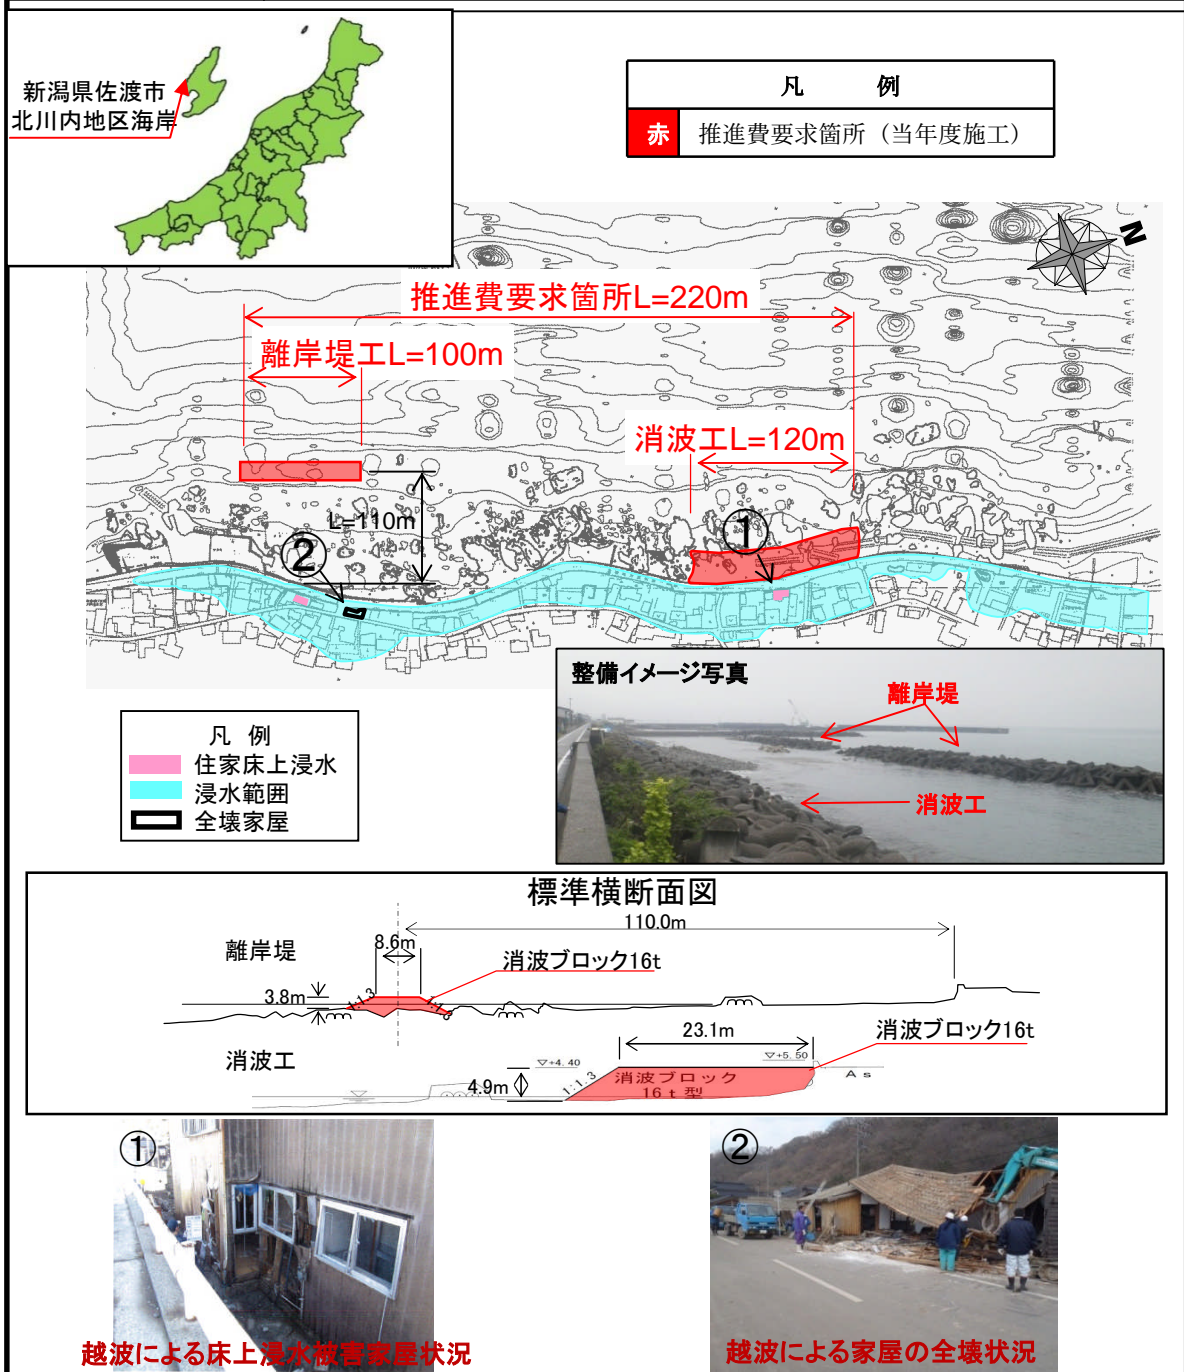 新潟県佐渡市
北川内地区海岸
凡　　例
赤 推進費要求箇所（当年度施工）
N
推進費要求箇所L=220m
離岸堤工L=100m
消波工L=120m
L=110m
①
②
整備イメージ写真
離岸堤
消波工
凡 例
住家床上浸水
浸水範囲
全壊家屋
標準横断面図
110.0m
離岸堤
8.6m
消波ブロック16t
3.8m
1:1.3
1:1.3
消波工
23.1m
消波ブロック16t
▽+4.40
▽+5.50
4.9m
1:1.3
消波ブロック
16t型
As
①
越波による床上浸水被害家屋状況
②
越波による家屋の全壊状況